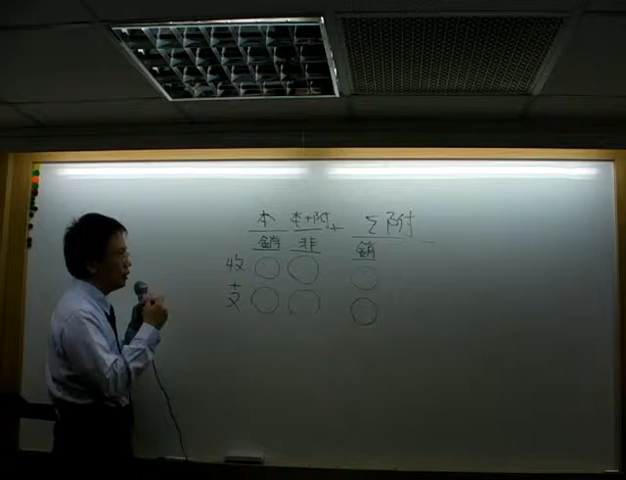 本 本+附 + Σ附 —
銷 非 銷
收
支